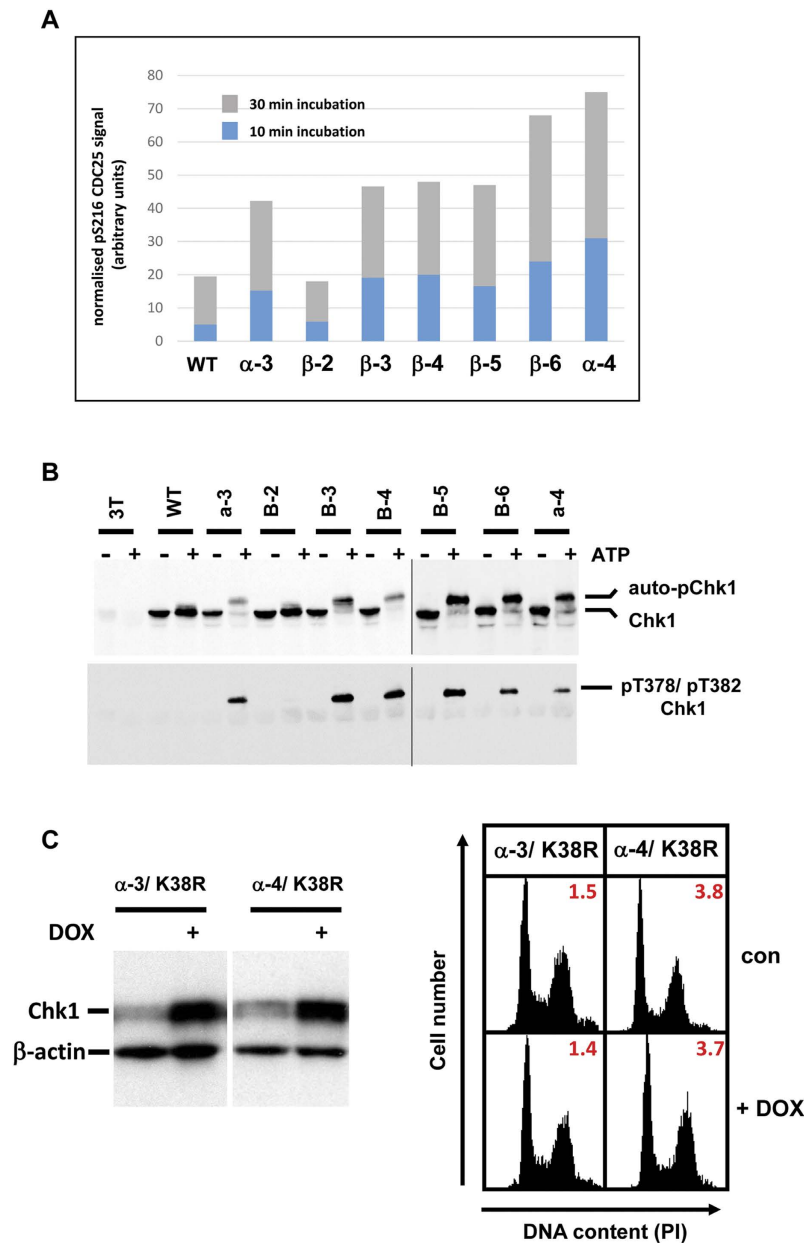 A
80
70
60
50
40
30
20
10
0
normalised pS216 CDC25 signal
(arbitrary units)
30 min incubation
10 min incubation
WT α-3 β-2 β-3 β-4 β-5 β-6 α-4
B
3T WT a-3 B-2 B-3 B-4 B-5 B-6 a-4
- + - + - + - + - + - + - + - + - + ATP
auto-pChk1
Chk1
pT378/ pT382
Chk1
C
α-3/ K38R α-4/ K38R
DOX + +
Chk1
β-actin
α-3/ K38R α-4/ K38R
1.5 3.8
con
1.4 3.7
+ DOX
Cell number
DNA content (PI)